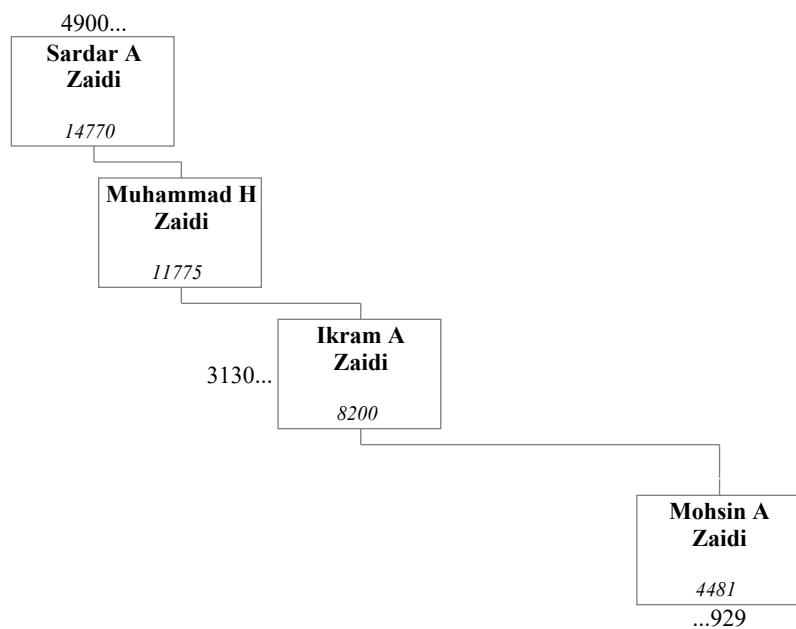 4900...
Sardar A
Zaidi
14770
Muhammad H
Zaidi
11775
Ikram A
Zaidi
3130...
8200
Mohsin A
Zaidi
4481
...929